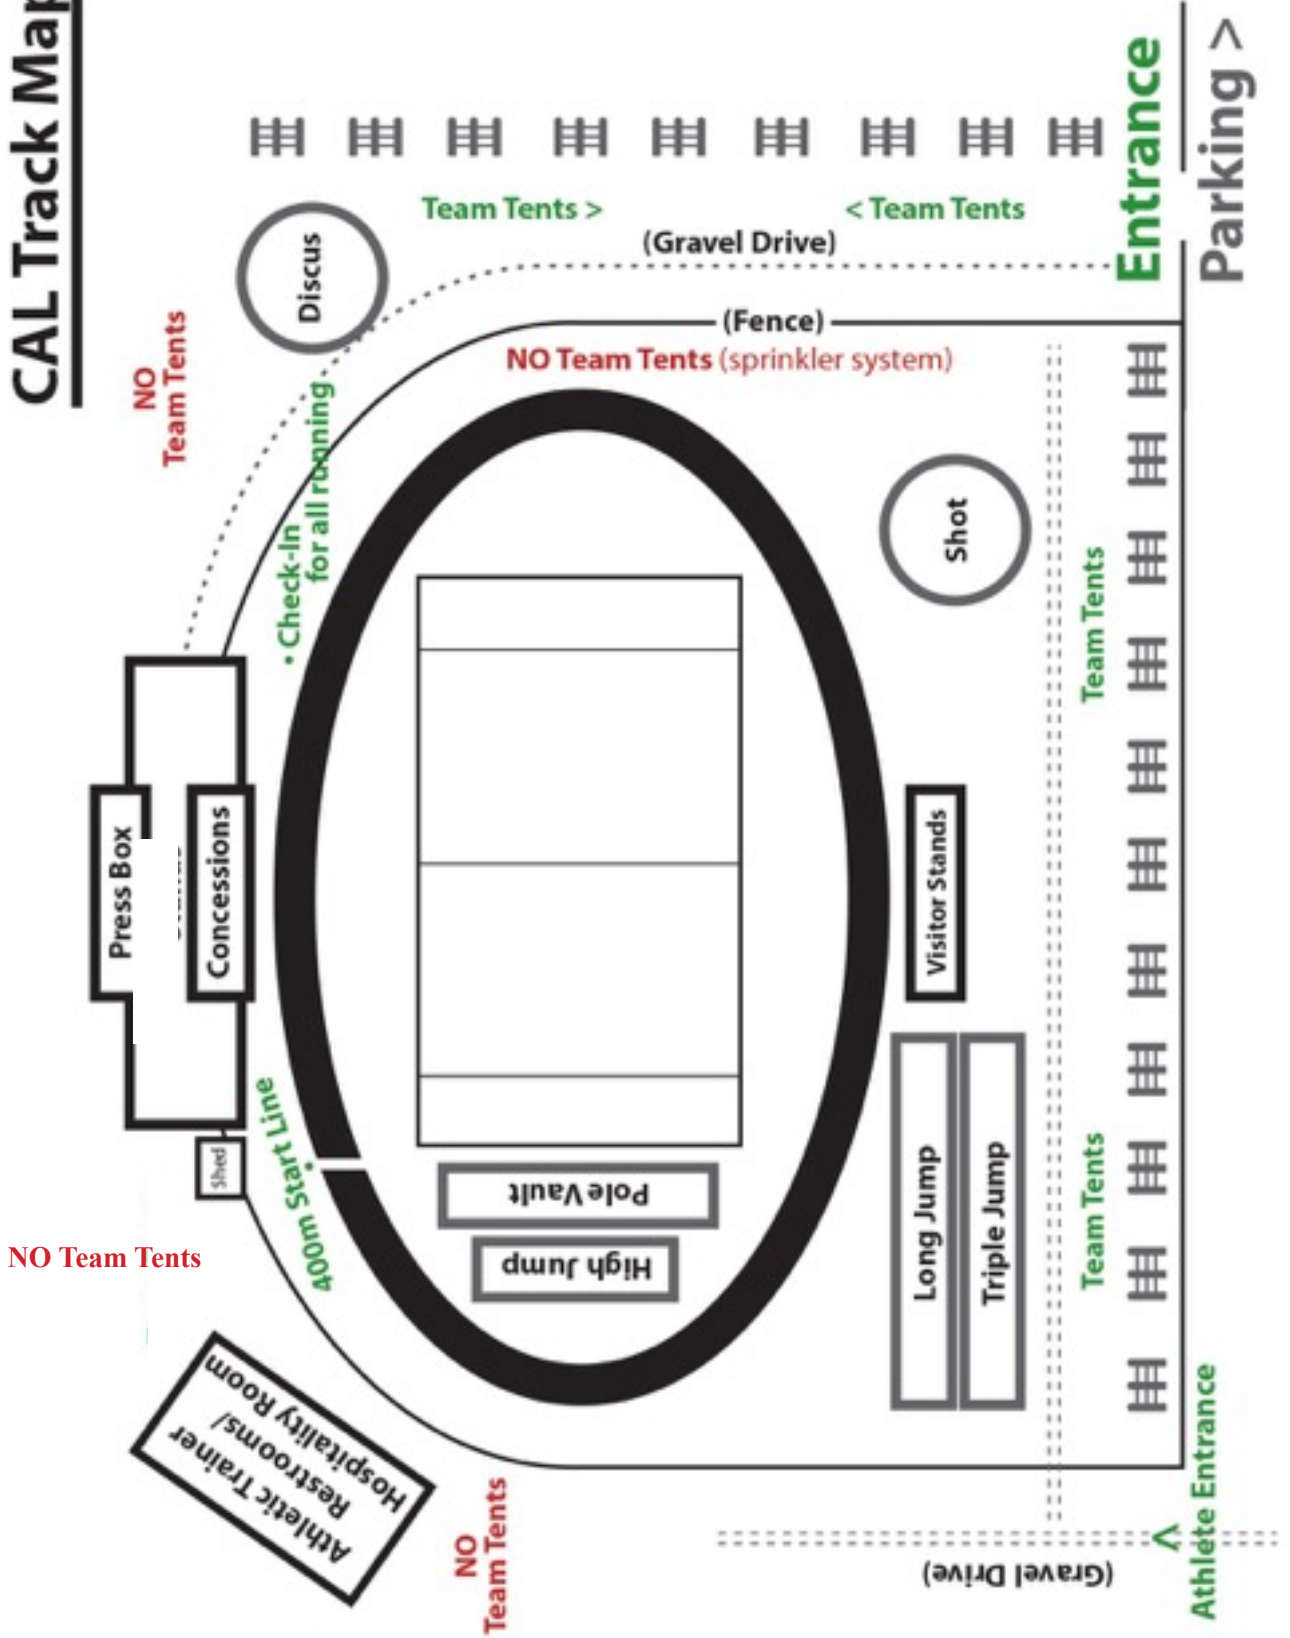 CAL Track Map
Entrance
Parking >
Team Tents >
< Team Tents
(Gravel Drive)
Discus
(Fence)
NO Team Tents (sprinkler system)
NO
Team Tents
• Check-In
for all running
Shot
Team Tents
Press Box
Concessions
Visitor Stands
400m Start Line
Shed
Pole Vault
High Jump
Long Jump
Triple Jump
Team Tents
NO Team Tents
Athletic Trainer
Restrooms/
Hospitality Room
NO
Team Tents
(Gravel Drive)
<
Athlete Entrance